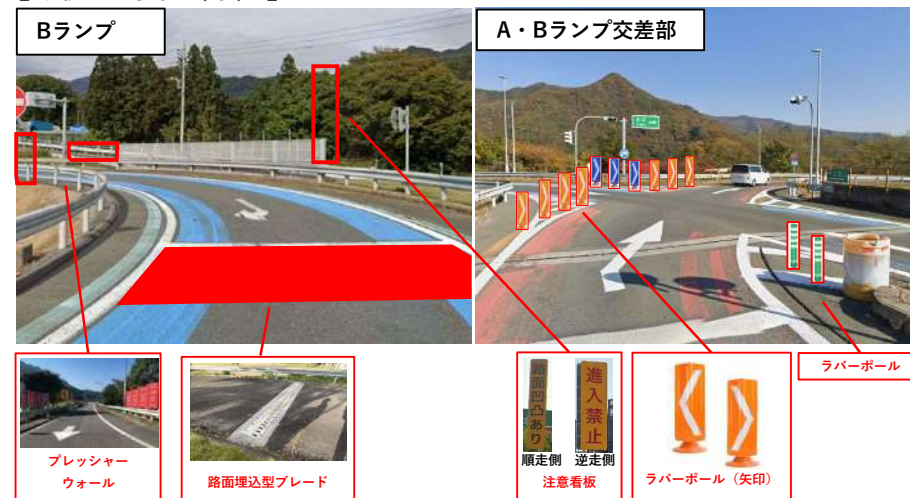 Bランプ
A・Bランプ交差部
プレッシャー
ウォール
路面埋込型ブレード
路面凹凸あり
進入禁止
順走側 逆走側
注意看板
ラバーポール（矢印）
ラバーポール